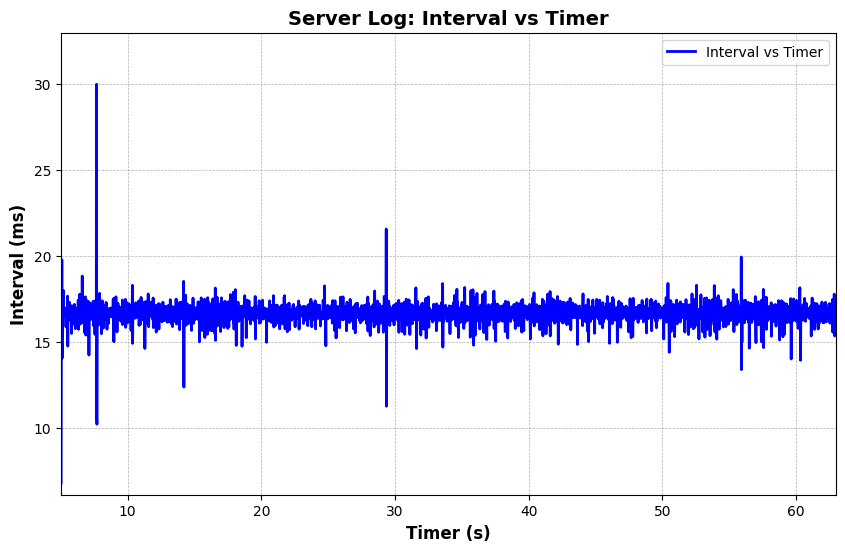 Server Log: Interval vs Timer
Interval vs Timer
30
25
20
15
10
Interval (ms)
10 20 30 40 50 60
Timer (s)